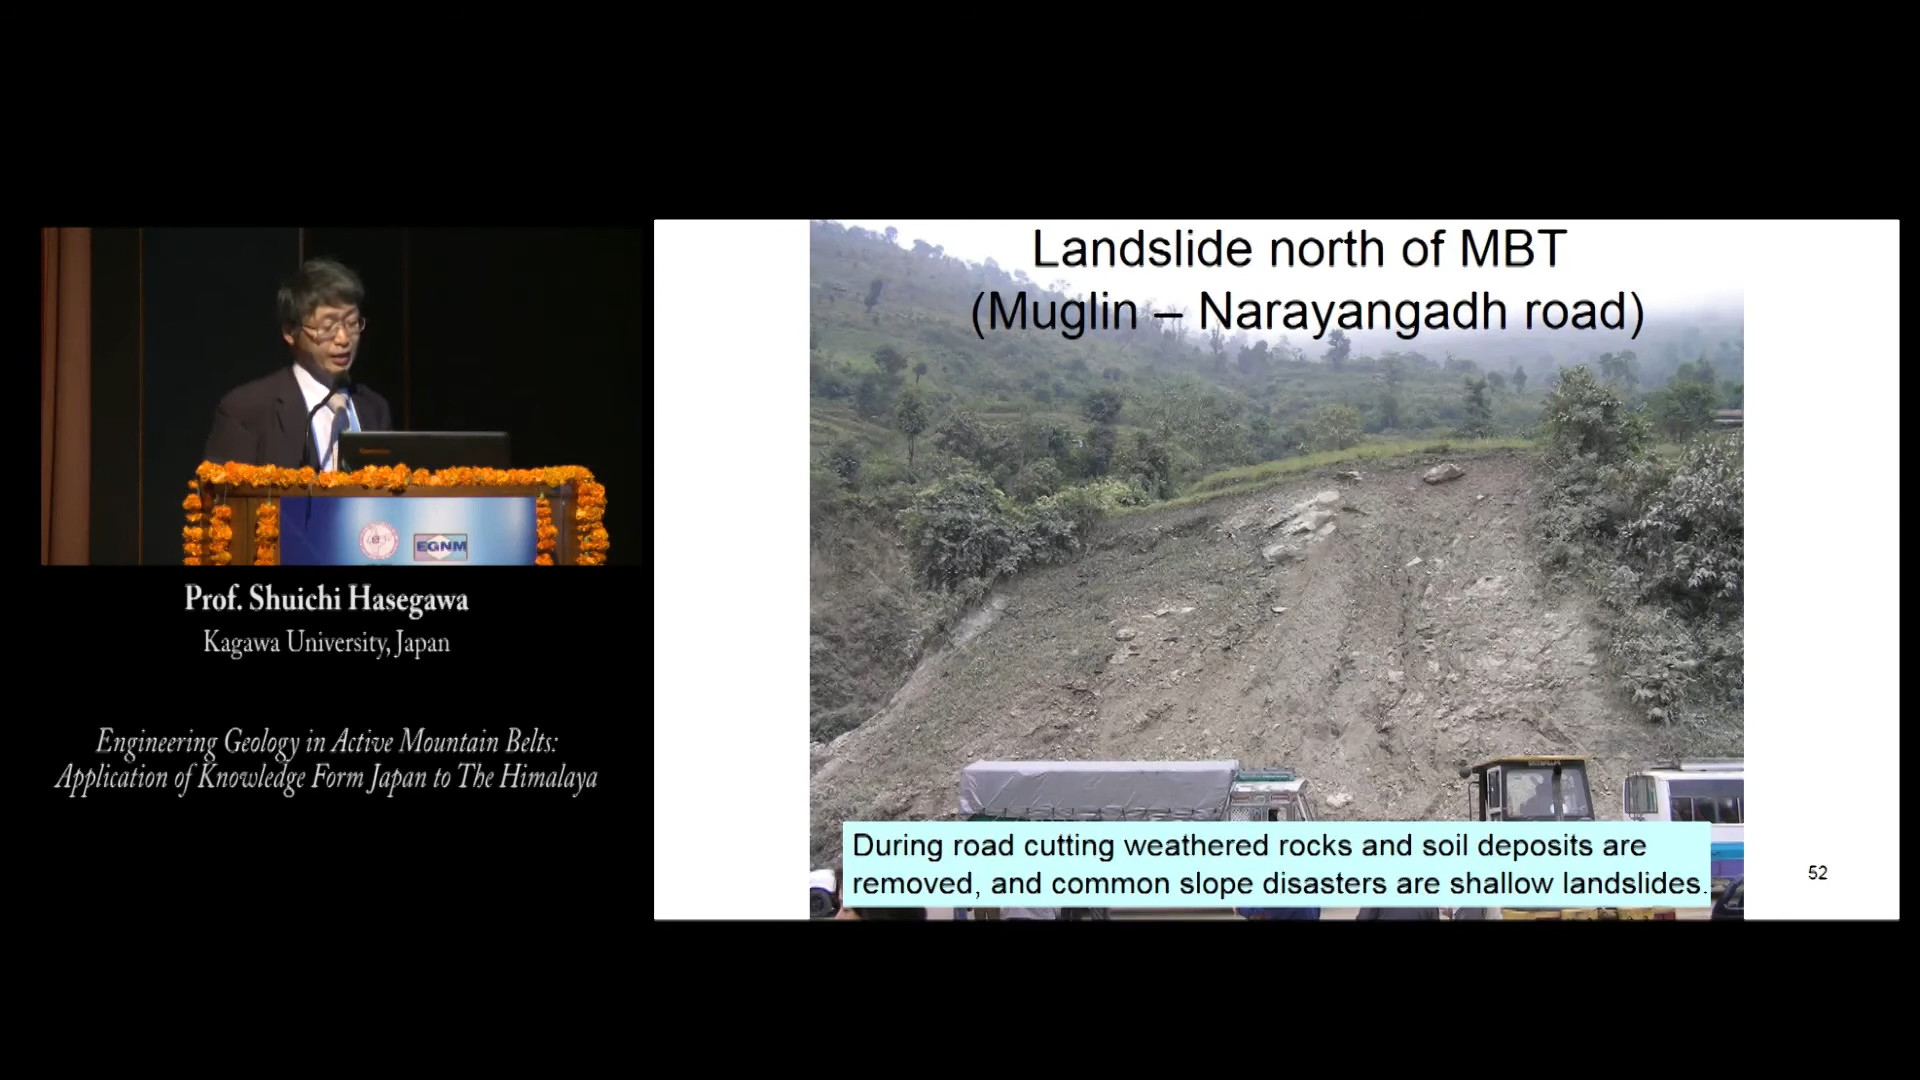 Landslide north of MBT
(Muglin – Narayangadh road)
EGNM
Prof. Shuichi Hasegawa
Kagawa University, Japan
Engineering Geology in Active Mountain Belts:
Application of Knowledge Form Japan to The Himalaya
During road cutting weathered rocks and soil deposits are
removed, and common slope disasters are shallow landslides.
52